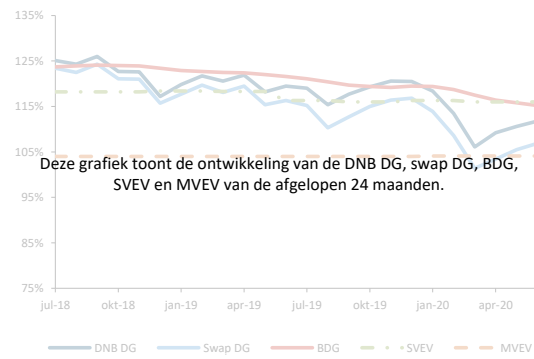 135%
125%
115%
105%
Deze grafiek toont de ontwikkeling van de DNB DG, swap DG, BDG,
SVEV en MVEV van de afgelopen 24 maanden.
95%
85%
75%
jul-18 okt-18 jan-19 apr-19 jul-19 okt-19 jan-20 apr-20
DNB DG Swap DG BDG SVEV MVEV